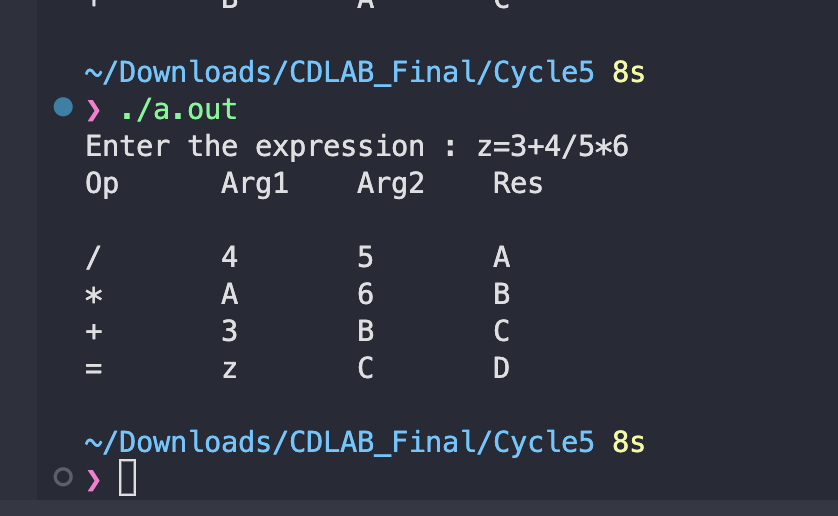 ~/Downloads/CDLAB_Final/Cycle5 8s
❯ ./a.out
Enter the expression : z=3+4/5*6
Op Arg1 Arg2 Res
/ 4 5 A
* A 6 B
+ 3 B C
= z C D
~/Downloads/CDLAB_Final/Cycle5 8s
❯